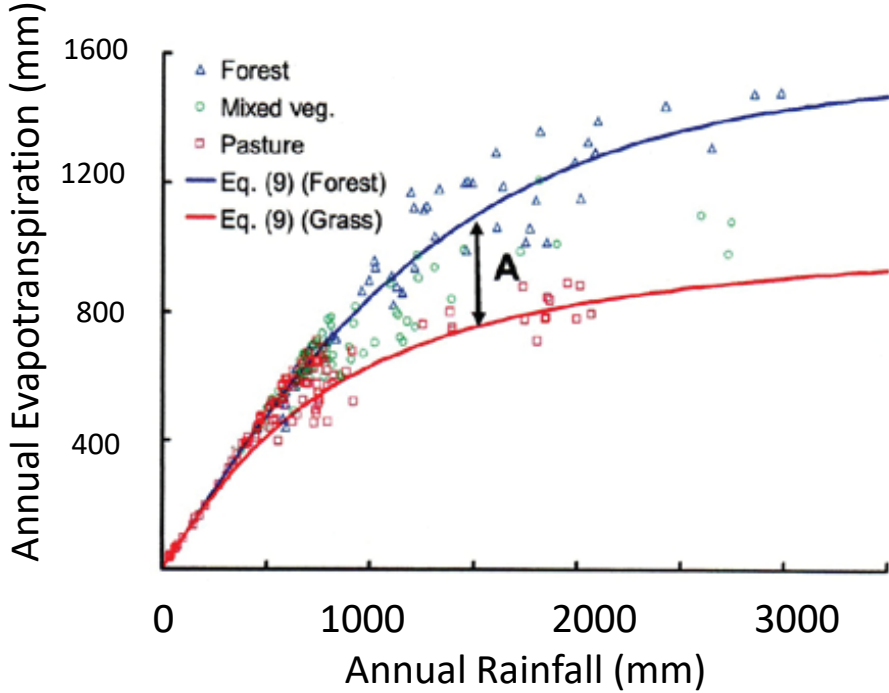 Annual Evapotranspiration (mm)
1600
1200
800
400
Forest
Mixed veg.
Pasture
Eq. (9) (Forest)
Eq. (9) (Grass)
A
0
1000
2000
3000
Annual Rainfall (mm)